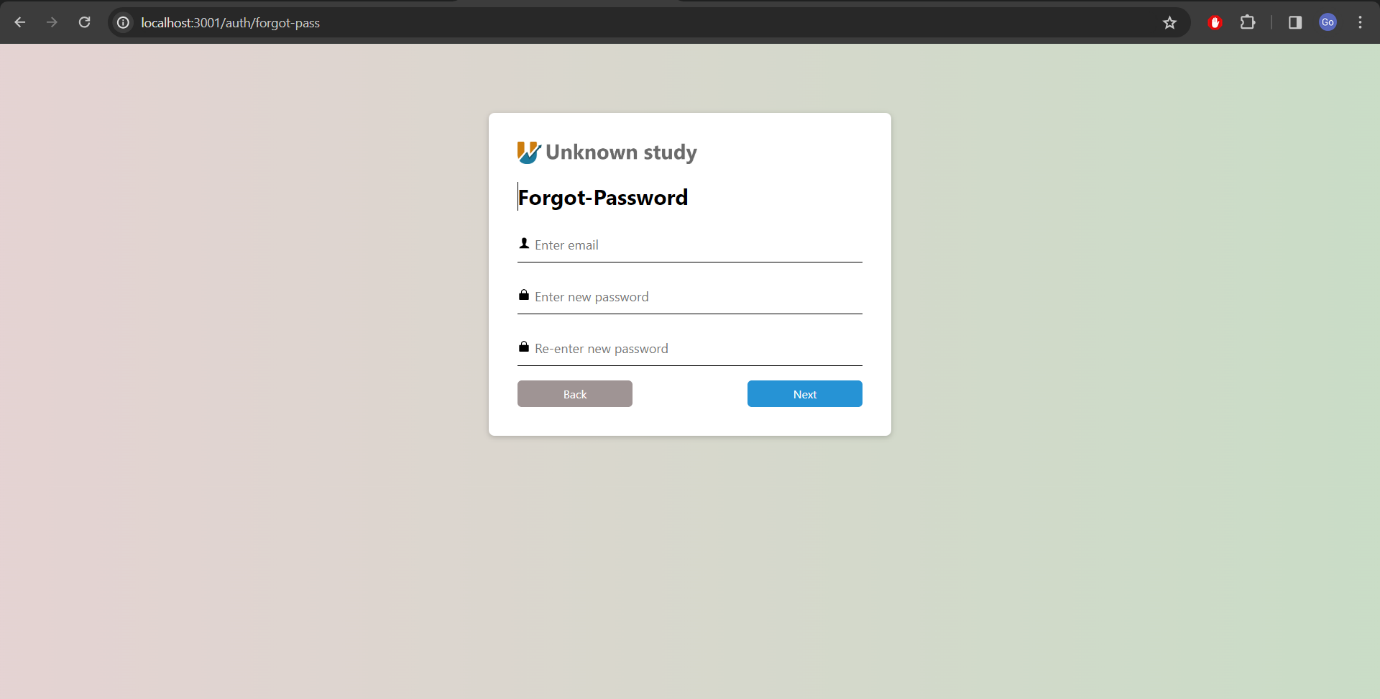 localhost:3001/auth/forgot-pass
Go
Unknown study
Forgot-Password
Enter email
Enter new password
Re-enter new password
Back
Next